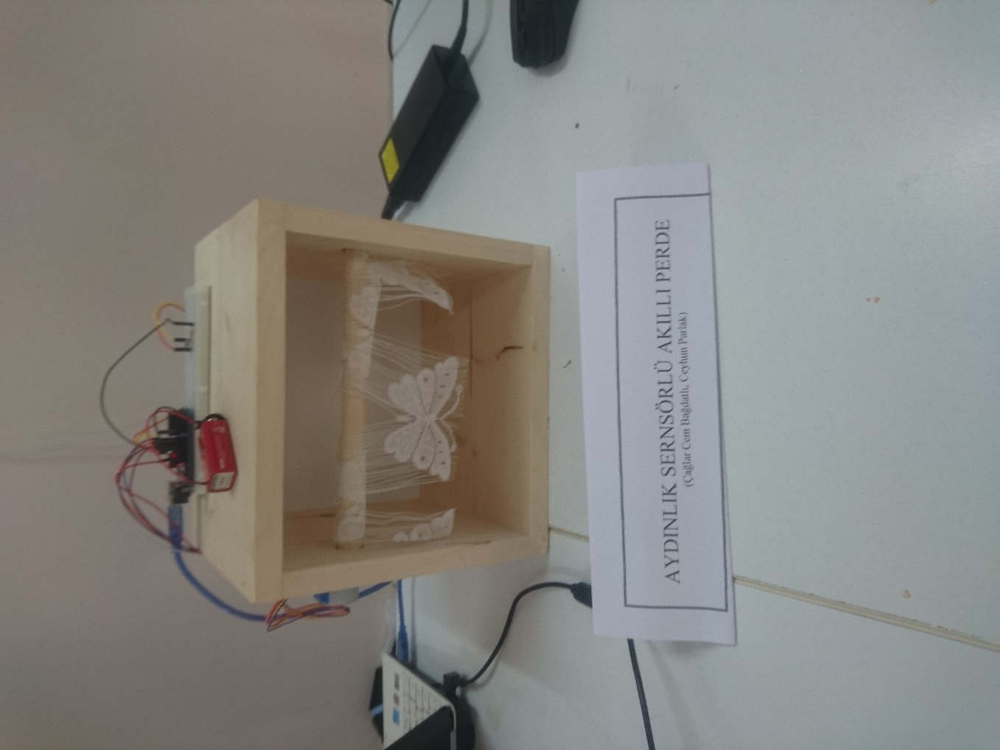 AYDINLIK SERNSÖRLÜ AKILLI PERDE
(Çağlar Cem Bağdatlı, Ceyhun Parlak)